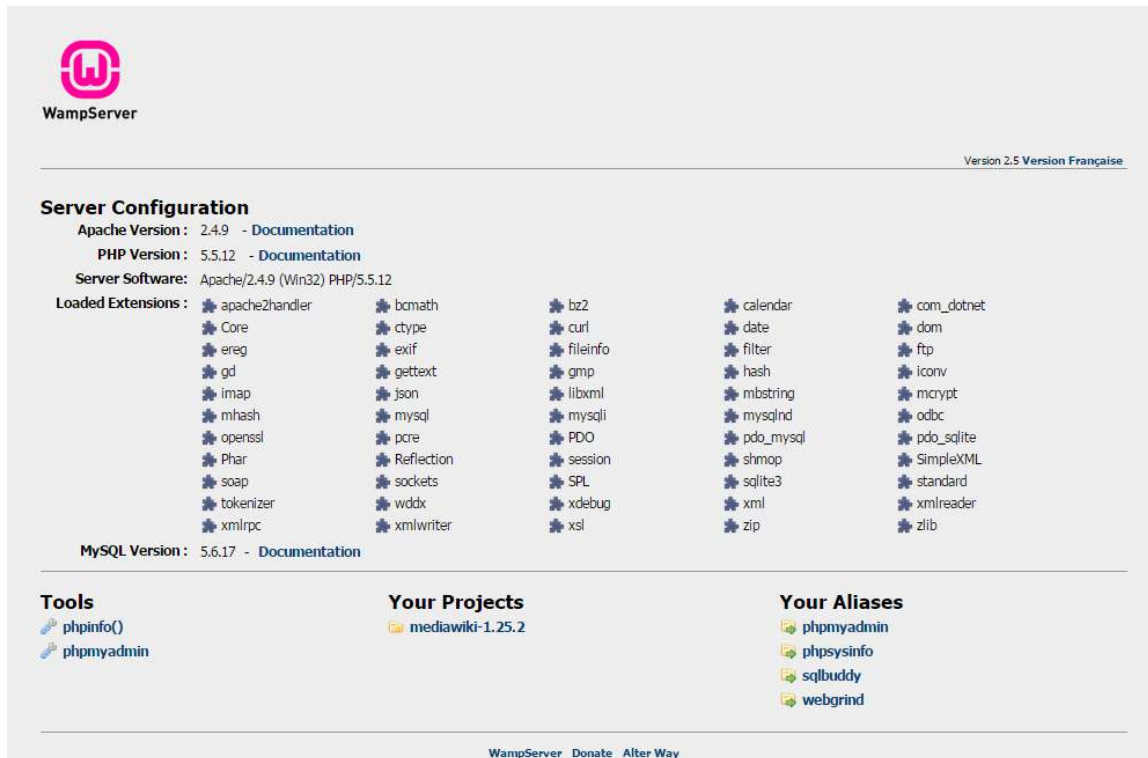 WampServer
Version 2.5 Version Française
Server Configuration
Apache Version : 2.4.9 - Documentation
PHP Version : 5.5.12 - Documentation
Server Software: Apache/2.4.9 (Win32) PHP/5.5.12
Loaded Extensions : apache2handler bcmath bz2 calendar com_dotnet
Core ctype curl date dom
ereg exif fileinfo filter ftp
gd gettext gmp hash iconv
imap json libxml mbstring mcrypt
mhash mysql mysqli mysqlnd odbc
openssl pcre PDO pdo_mysql pdo_sqlite
Phar Reflection session shmop SimpleXML
soap sockets SPL sqlite3 standard
tokenizer wddx xdebug xml xmlreader
xmlrpc xmlwriter xsl zip zlib
MySQL Version : 5.6.17 - Documentation
Tools
phpinfo()
phpmyadmin
Your Projects
mediawiki-1.25.2
Your Aliases
phpmyadmin
phpsysinfo
sqlbuddy
webgrind
WampServer Donate Alter Way